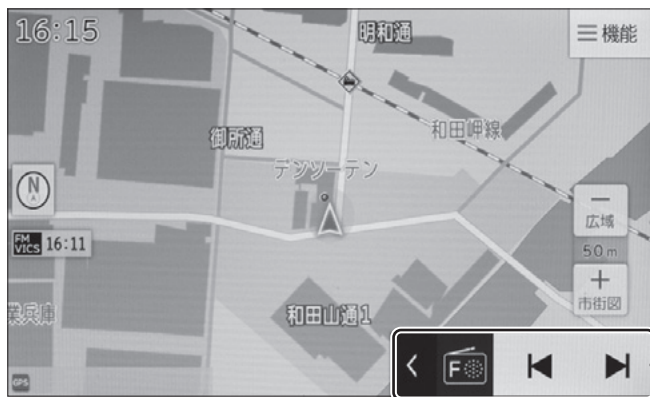 16:15
明和通
機能
和田岬線
御所通
デンソーテン
N
広域
FM
VICS 16:11
50m
業兵庫
和田山通1
市街図
F
GPS